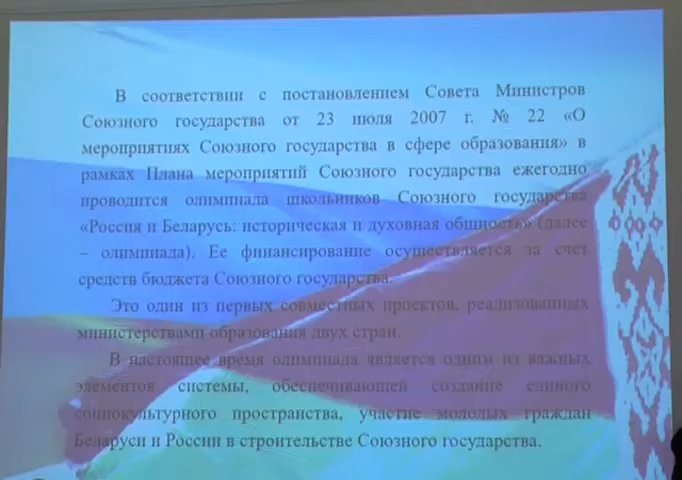 В соответствии с постановлением Совета Министров
Союзного государства от 23 июля 2007 г. № 22 «О
мероприятиях Союзного государства в сфере образования» в
рамках Плана мероприятий Союзного государства ежегодно
проводится олимпиада школьников Союзного государства
«Россия и Беларусь: историческая и духовная общность» (далее
– олимпиада). Ее финансирование осуществляется за счет
средств бюджета Союзного государства.
Это один из первых совместных проектов, реализованных
министерствами образования двух стран.
В настоящее время олимпиада является одним из важных
элементов системы, обеспечивающей создание единого
социокультурного пространства, участие молодых граждан
Беларуси и России в строительстве Союзного государства.